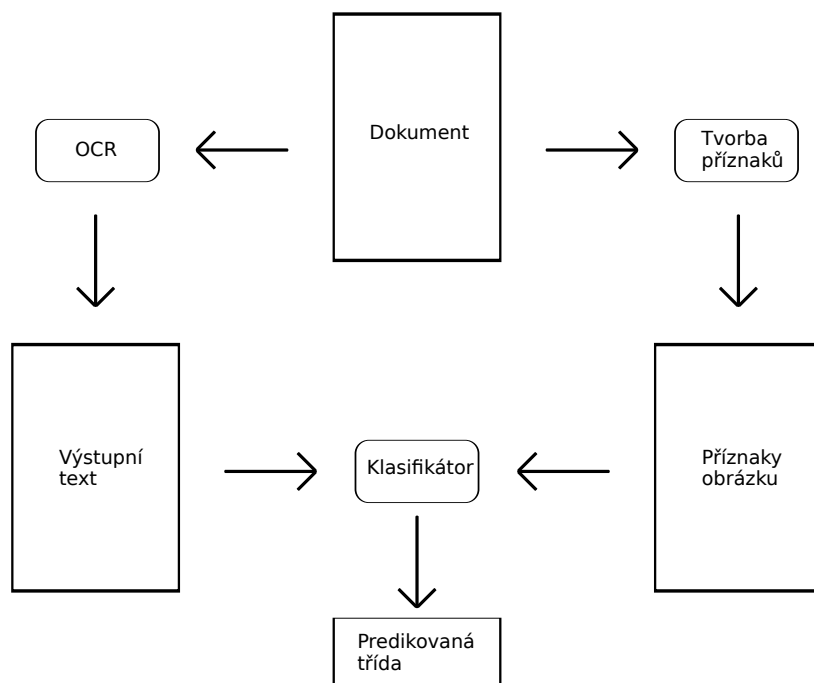 Dokument
OCR
Tvorba
příznaků
Výstupní
text
Klasifikátor
Příznaky
obrázku
Predikovaná
třída